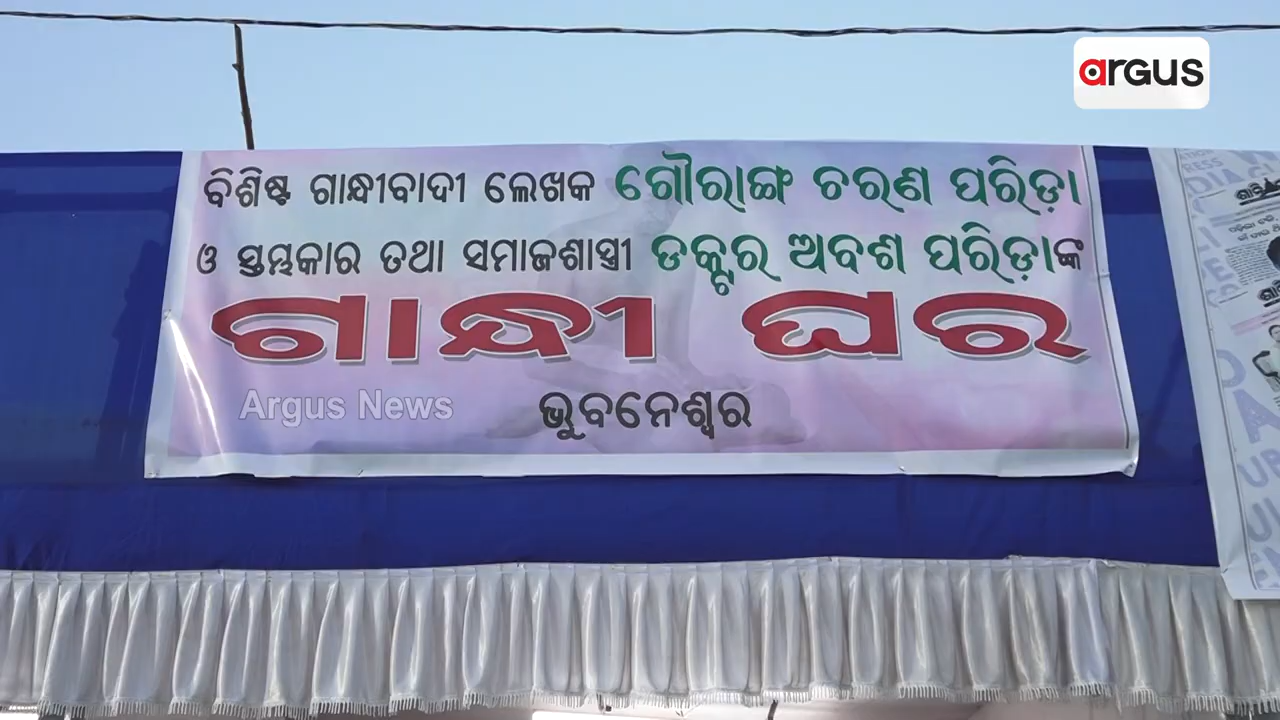 argus
ବିଶିଷ୍ଟ ଗାନ୍ଧୀବାଦୀ ଲେଖକ ଗୌରାଙ୍ଗ ଚରଣ ପରିଡ଼ା
ଓ ସ୍ତମ୍ଭକାର ତଥା ସମାଜଶାସ୍ତ୍ରୀ ଡକ୍ଟର ଅବଶ ପରିଡ଼ାଙ୍କ
ଗାନ୍ଧୀ ଘର
Argus News
ଭୁବନେଶ୍ୱର